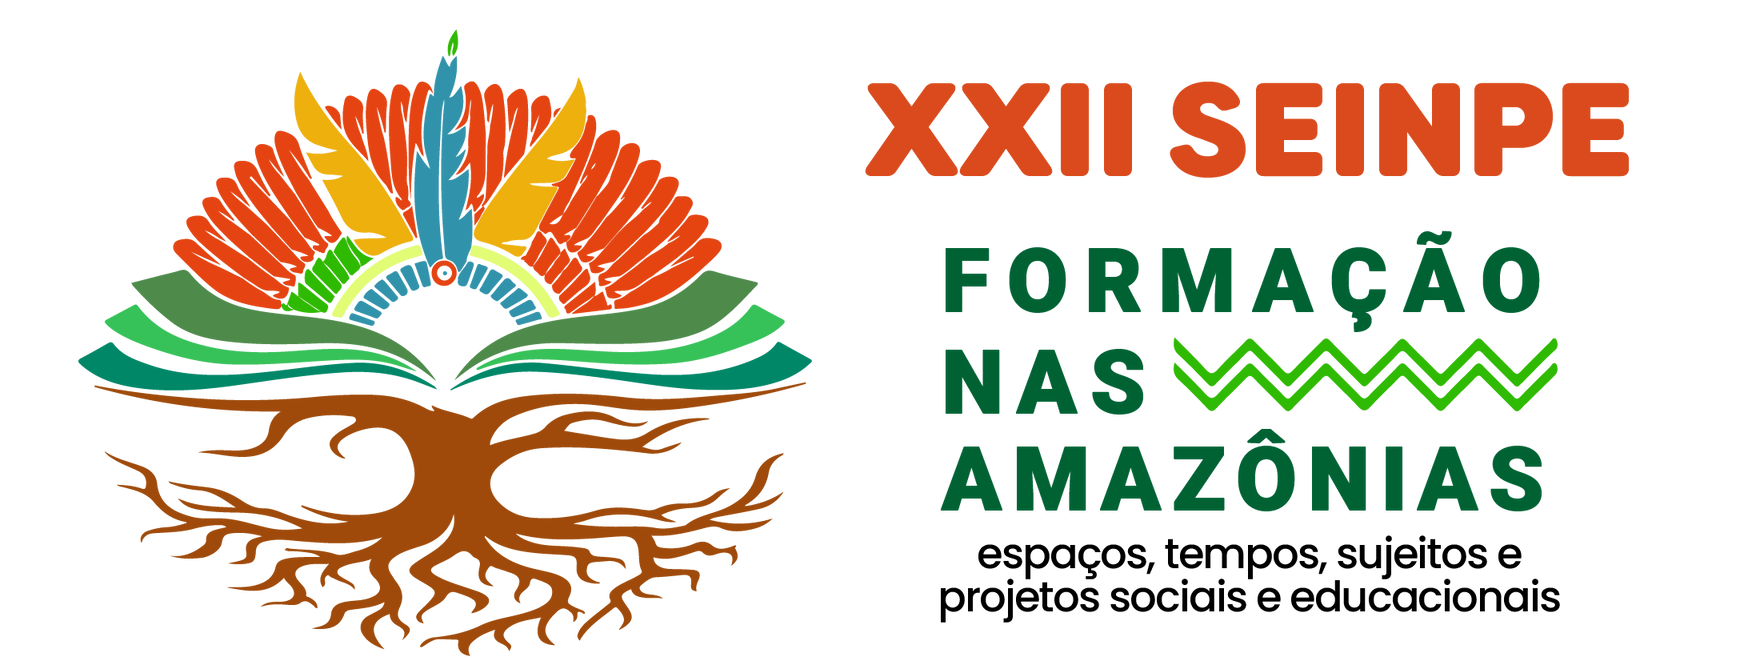 XXII SEINPE
FORMAÇÃO
NAS
AMAZÔNIAS
espaços, tempos, sujeitos e
projetos sociais e educacionais